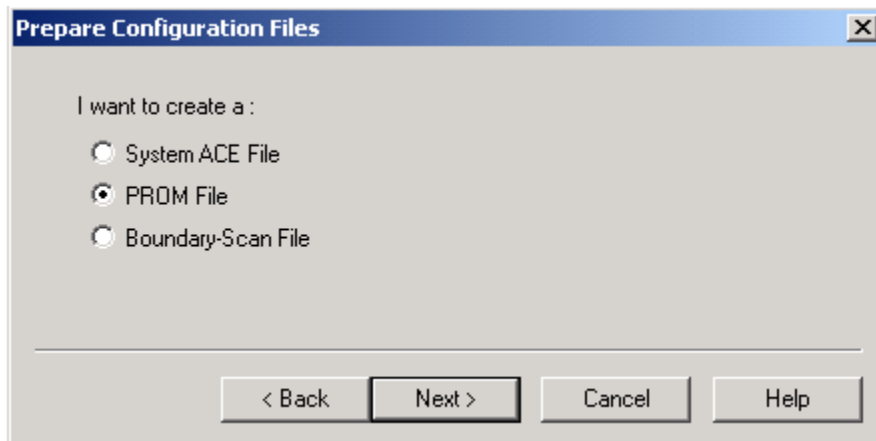 Prepare Configuration Files
I want to create a :
System ACE File
PROM File
Boundary-Scan File
< Back
Next >
Cancel
Help